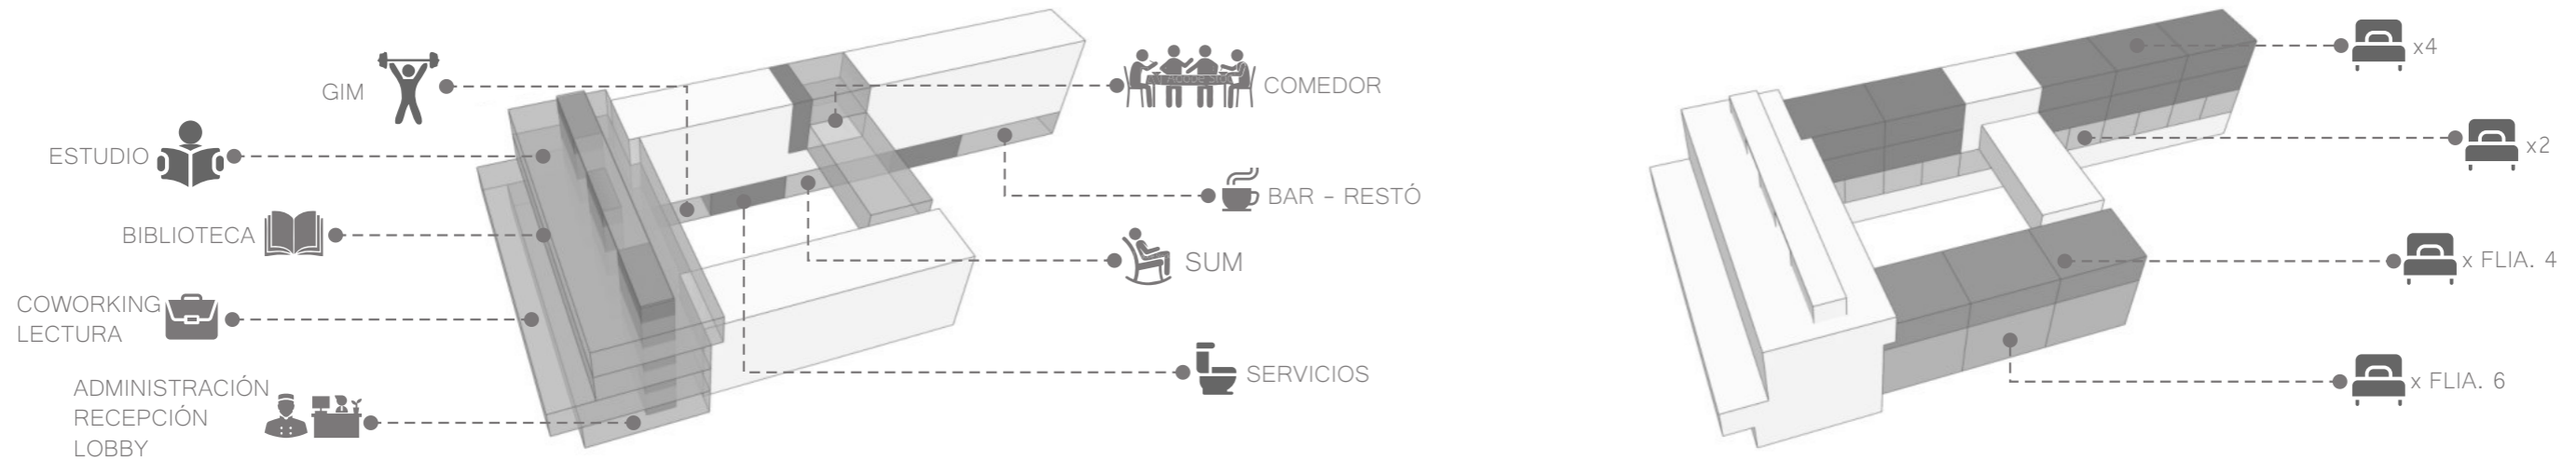 GIM
ESTUDIO
BIBLIOTECA
COWORKING
LECTURA
ADMINISTRACIÓN
RECEPCIÓN
LOBBY
COMEDOR
BAR - RESTÓ
SUM
SERVICIOS
x4
x2
x FLIA. 4
x FLIA. 6